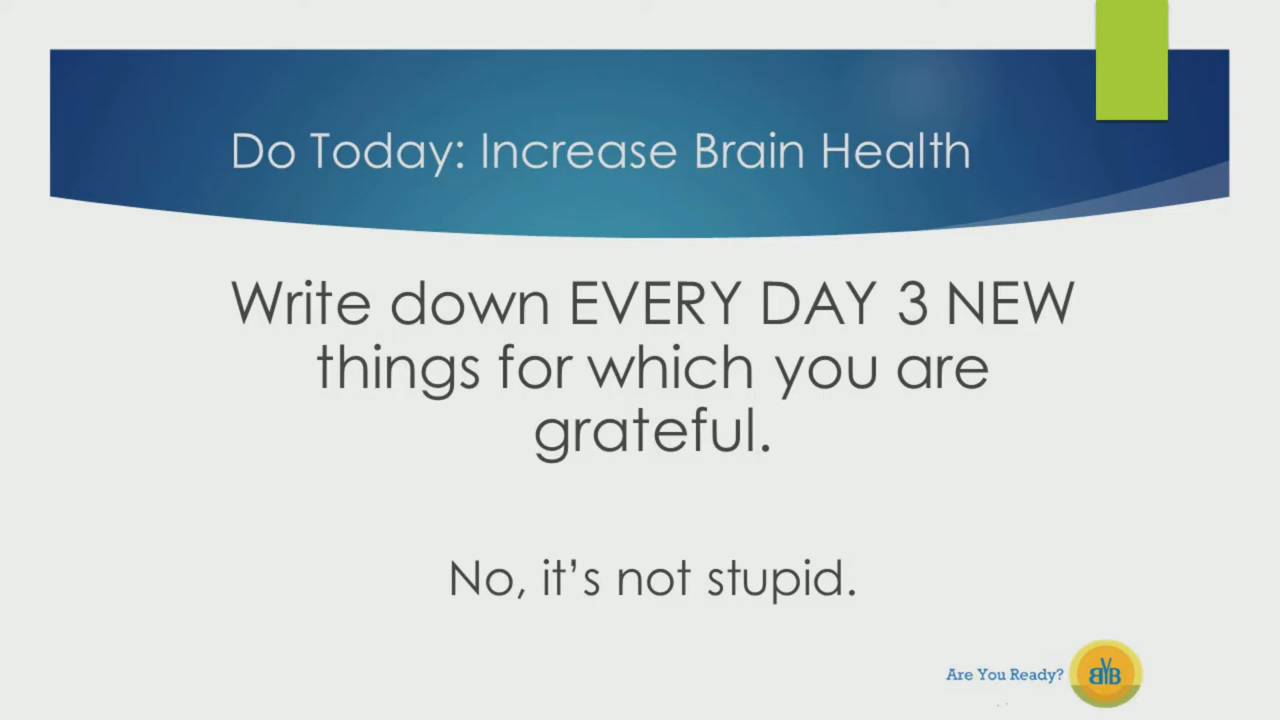 Do Today: Increase Brain Health
Write down EVERY DAY 3 NEW
things for which you are
grateful.
No, it's not stupid.
Are You Ready?